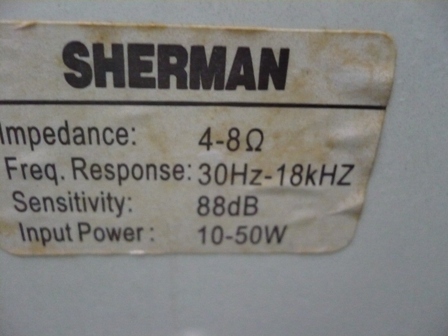 SHERMAN
Impedance: 4-8Ω
Freq. Response: 30Hz-18kHZ
Sensitivity: 88dB
Input Power: 10-50W